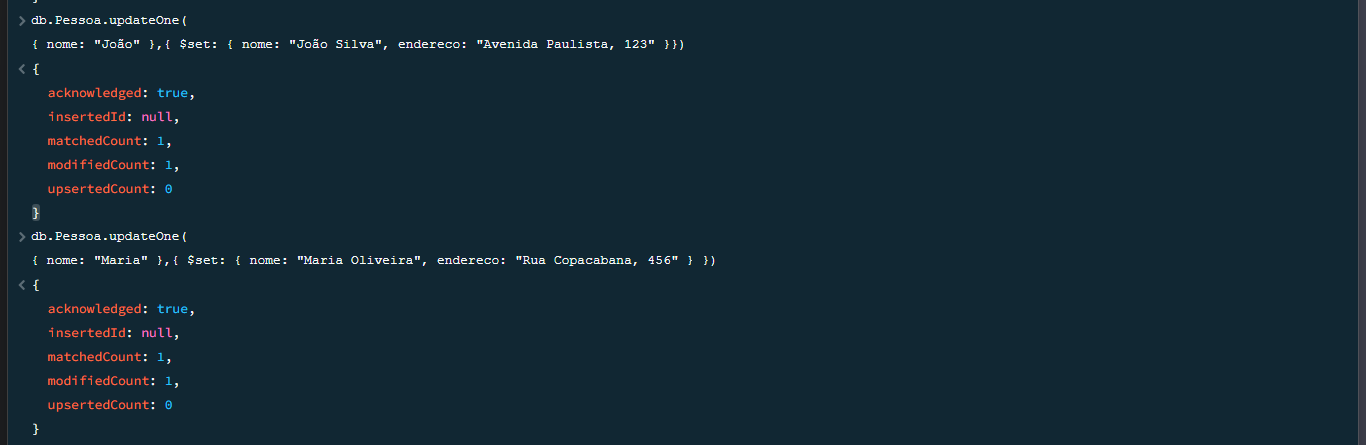 > db.Pessoa.updateOne(
{ nome: "João" },{ $set: { nome: "João Silva", endereco: "Avenida Paulista, 123" }})
< {
acknowledged: true,
insertedId: null,
matchedCount: 1,
modifiedCount: 1,
upsertedCount: 0
}
> db.Pessoa.updateOne(
{ nome: "Maria" },{ $set: { nome: "Maria Oliveira", endereco: "Rua Copacabana, 456" } })
< {
acknowledged: true,
insertedId: null,
matchedCount: 1,
modifiedCount: 1,
upsertedCount: 0
}